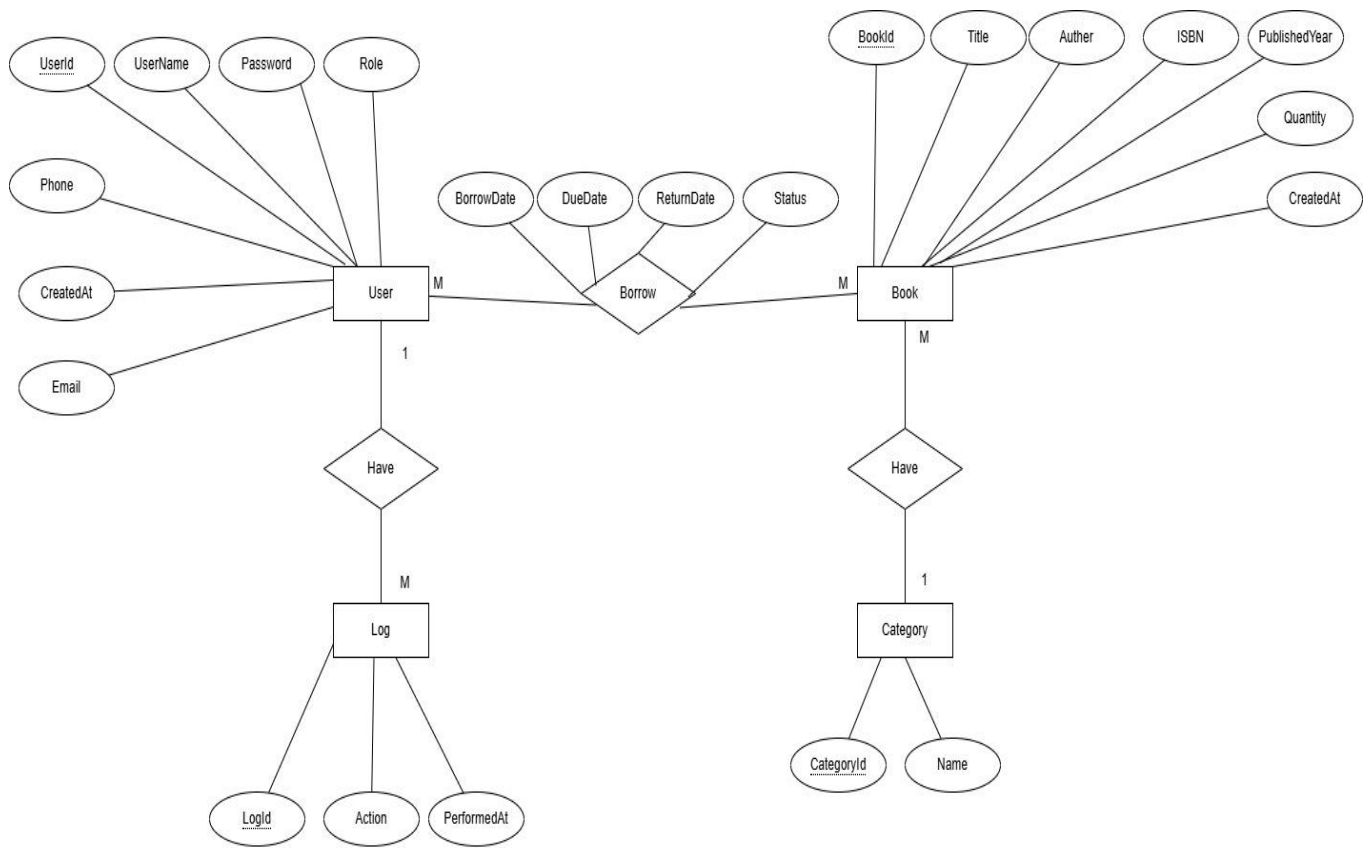 BookId
Title
Auther
ISBN
PublishedYear
UserId
UserName
Password
Role
Quantity
Phone
BorrowDate
DueDate
ReturnDate
Status
CreatedAt
CreatedAt
User
M
Borrow
M
Book
1
M
Email
Have
Have
M
1
Log
Category
CategoryId
Name
LogId
Action
PerformedAt